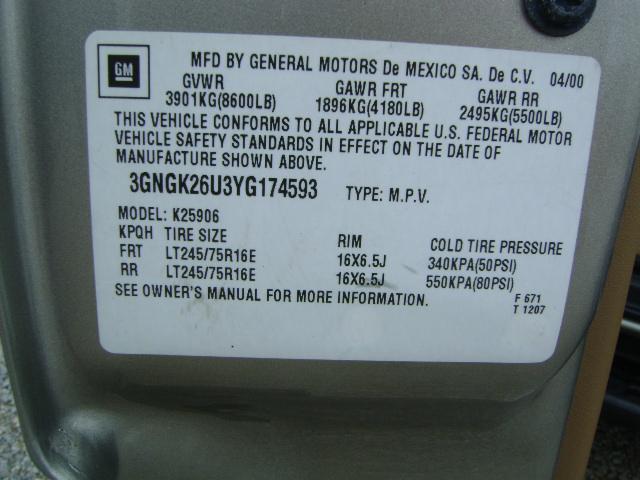 GM
MFD BY GENERAL MOTORS De MEXICO SA. De C.V. 04/00
GVWR GAWR FRT GAWR RR
3901KG(8600LB) 1896KG(4180LB) 2495KG(5500LB)
THIS VEHICLE CONFORMS TO ALL APPLICABLE U.S. FEDERAL MOTOR
VEHICLE SAFETY STANDARDS IN EFFECT ON THE DATE OF
MANUFACTURE SHOWN ABOVE.
3GNGK26U3YG174593 TYPE: M.P.V.
MODEL: K25906
KPQH TIRE SIZE RIM COLD TIRE PRESSURE
FRT LT245/75R16E 16X6.5J 340KPA(50PSI)
RR LT245/75R16E 16X6.5J 550KPA(80PSI)
SEE OWNER'S MANUAL FOR MORE INFORMATION. F 671
T 1207